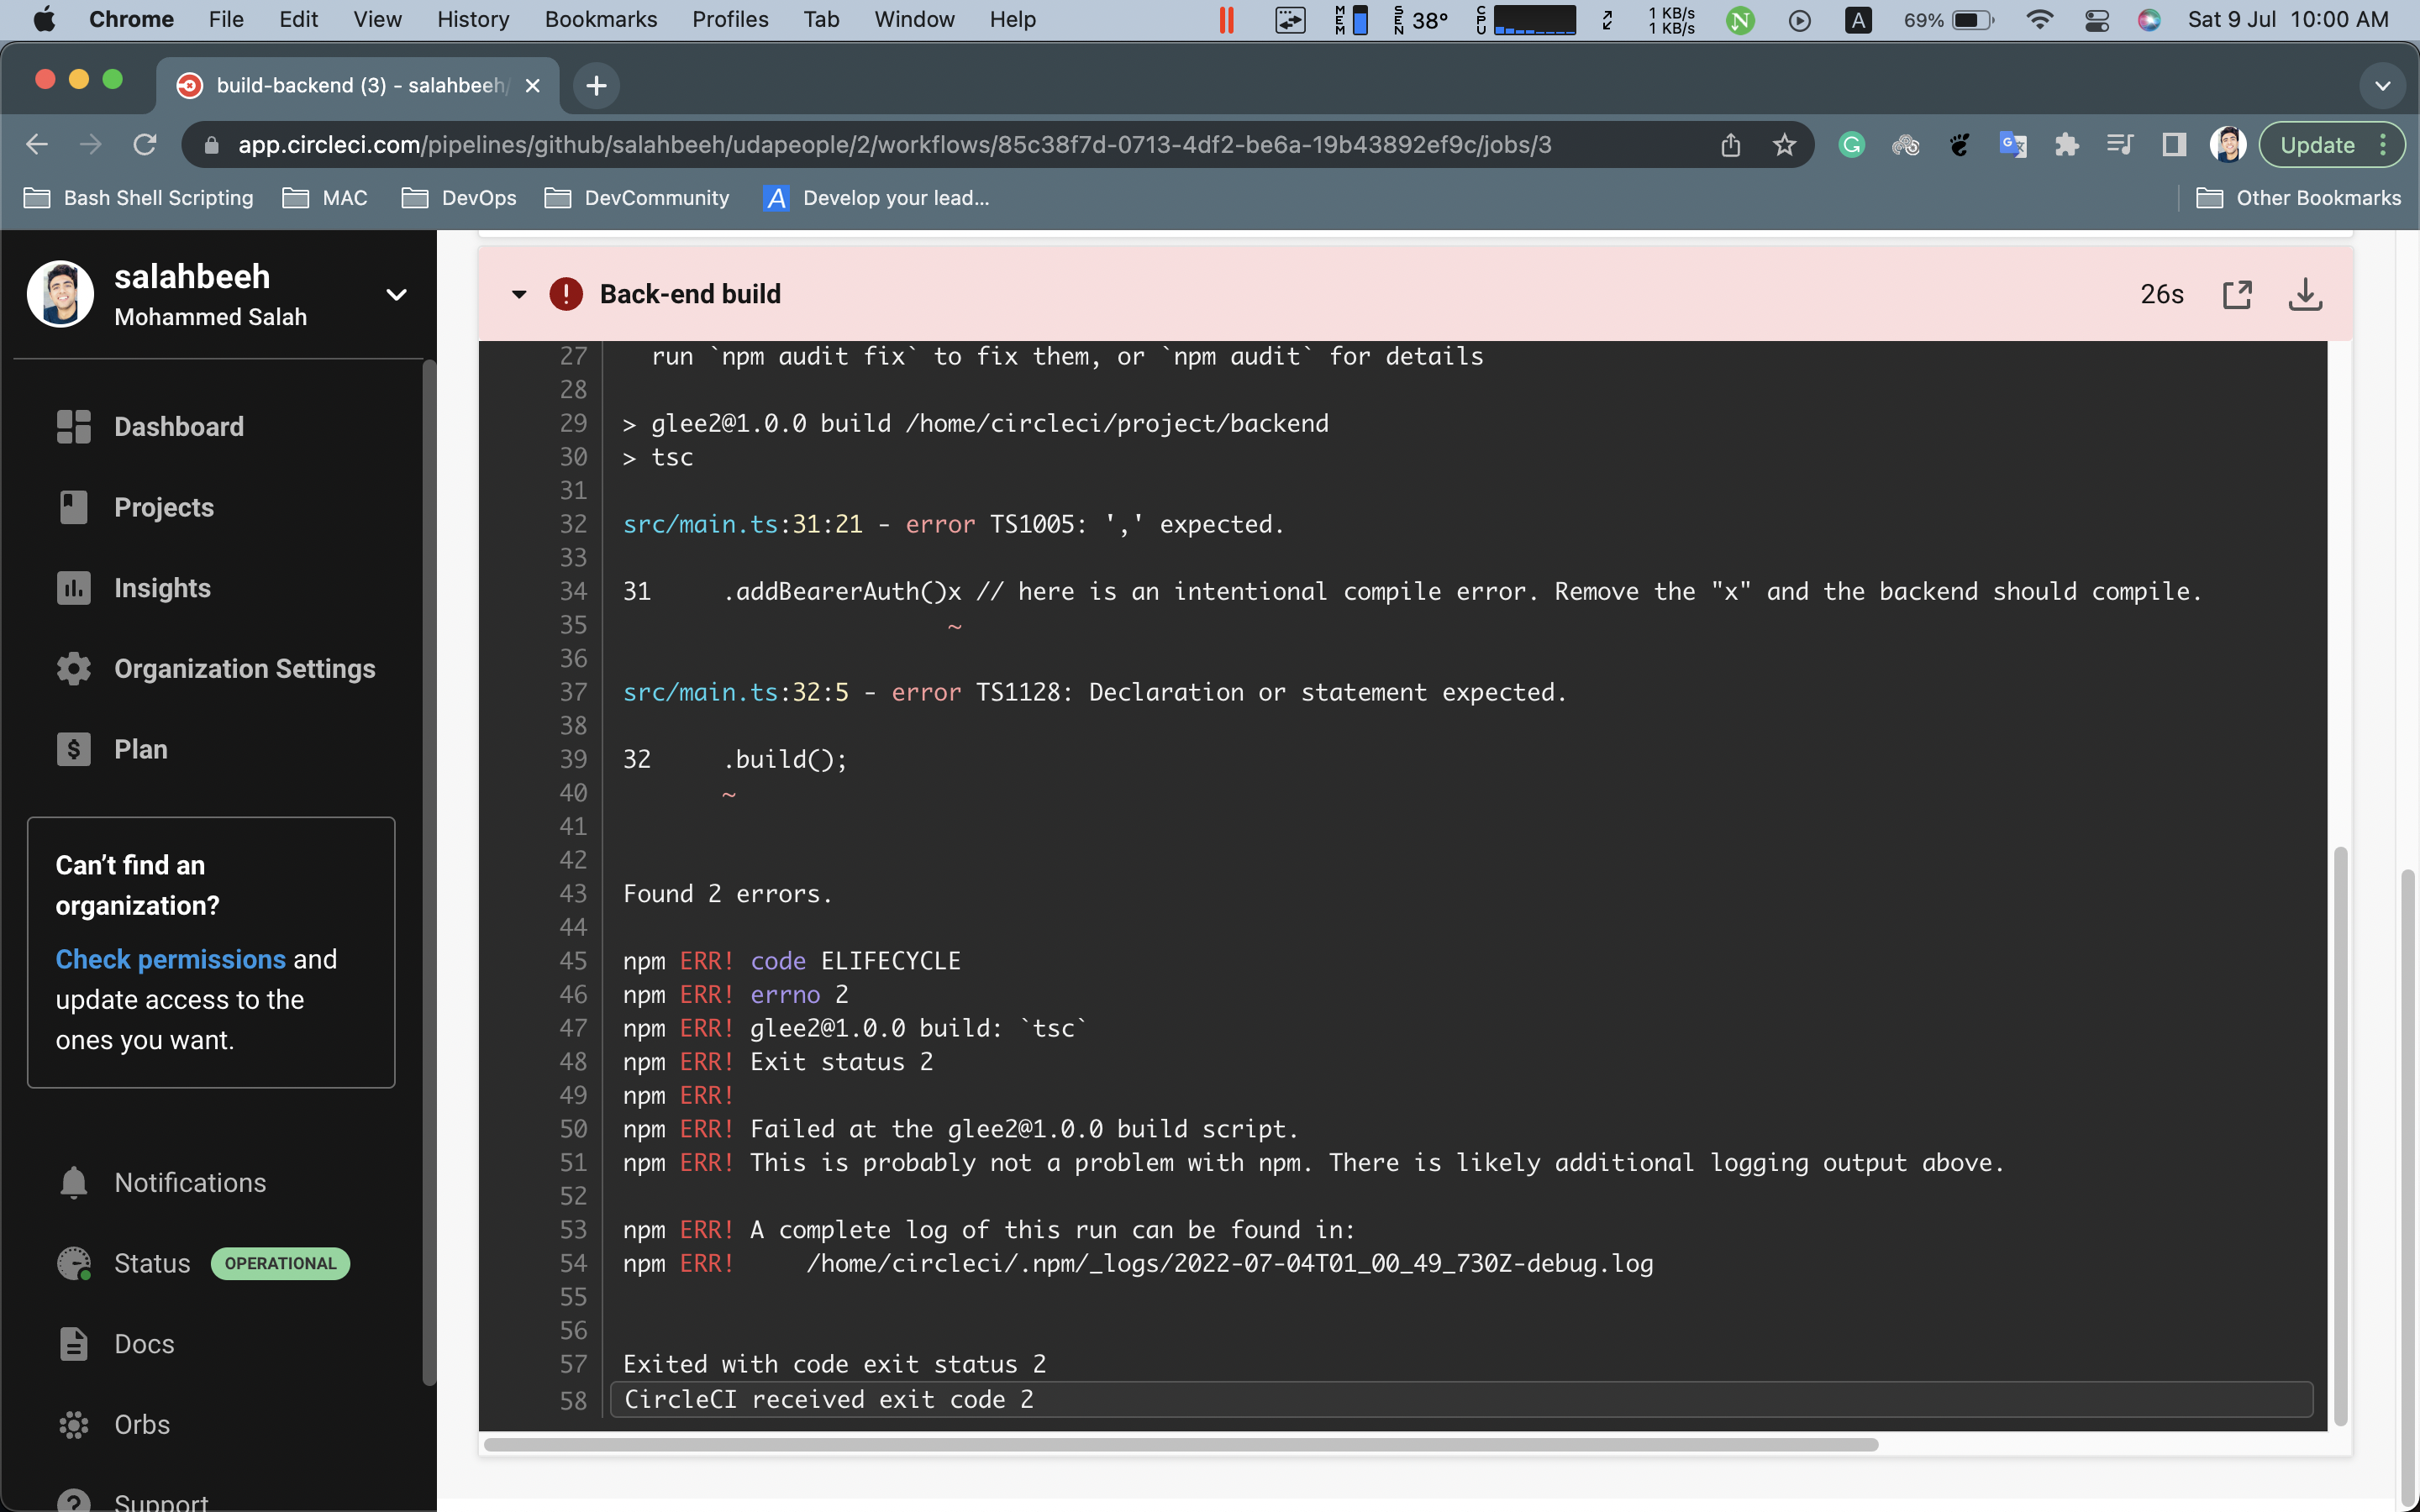 Chrome File Edit View History Bookmarks Profiles Tab Window Help MEM SEN 38° CPU 1 KB/s 1 KB/s N A 69% Sat 9 Jul 10:00 AM
build-backend (3) - salahbeeh/
app.circleci.com/pipelines/github/salahbeeh/udapeople/2/workflows/85c38f7d-0713-4df2-be6a-19b43892ef9c/jobs/3 Update
Bash Shell Scripting MAC DevOps DevCommunity A Develop your lead... Other Bookmarks
salahbeeh
Mohammed Salah
Dashboard
Projects
Insights
Organization Settings
Plan
Can't find an
organization?
Check permissions and
update access to the
ones you want.
Notifications
Status OPERATIONAL
Docs
Orbs
Support
Back-end build 26s
27 run `npm audit fix` to fix them, or `npm audit` for details
28
29 > glee2@1.0.0 build /home/circleci/project/backend
30 > tsc
31
32 src/main.ts:31:21 - error TS1005: ',' expected.
33
34 31     .addBearerAuth()x // here is an intentional compile error. Remove the "x" and the backend should compile.
35 ~
36
37 src/main.ts:32:5 - error TS1128: Declaration or statement expected.
38
39 32     .build();
40 ~
41
42
43 Found 2 errors.
44
45 npm ERR! code ELIFECYCLE
46 npm ERR! errno 2
47 npm ERR! glee2@1.0.0 build: `tsc`
48 npm ERR! Exit status 2
49 npm ERR!
50 npm ERR! Failed at the glee2@1.0.0 build script.
51 npm ERR! This is probably not a problem with npm. There is likely additional logging output above.
52
53 npm ERR! A complete log of this run can be found in:
54 npm ERR!     /home/circleci/.npm/_logs/2022-07-04T01_00_49_730Z-debug.log
55
56
57 Exited with code exit status 2
58 CircleCI received exit code 2